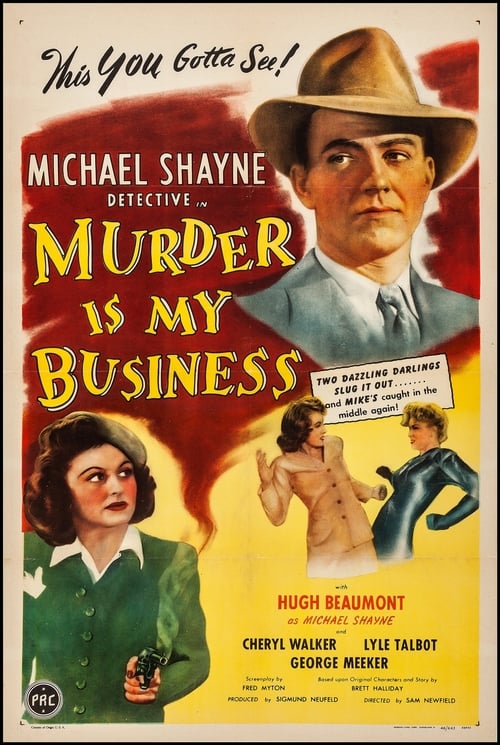 This YOU Gotta See!
MICHAEL SHAYNE
DETECTIVE IN
MURDER
IS MY
BUSINESS
TWO DAZZLING DARLINGS
SLUG IT OUT.......
and MIKE'S caught in the
middle again!
with
HUGH BEAUMONT
as MICHAEL SHAYNE
and
CHERYL WALKER LYLE TALBOT
GEORGE MEEKER
Screenplay by
FRED MYTON
Based upon Original Characters and Story by
BRETT HALLIDAY
PRODUCED BY SIGMUND NEUFELD DIRECTED BY SAM NEWFIELD
PRC
Country of Origin U.S.A.